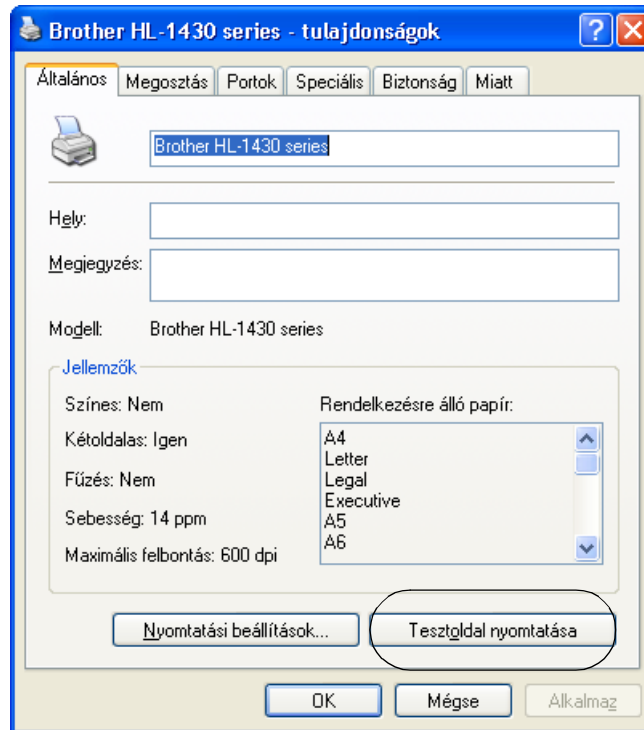 Brother HL-1430 series - tulajdonságok
Általános Megosztás Portok Speciális Biztonság Miatt
Brother HL-1430 series
Hely:
Megjegyzés:
Modell: Brother HL-1430 series
Jellemzők
Színes: Nem
Kétoldalas: Igen
Fűzés: Nem
Sebesség: 14 ppm
Maximális felbontás: 600 dpi
Rendelkezésre álló papír:
A4
Letter
Legal
Executive
A5
A6
Nyomtatási beállítások... Tesztoldal nyomtatása
OK Mégse Alkalmaz